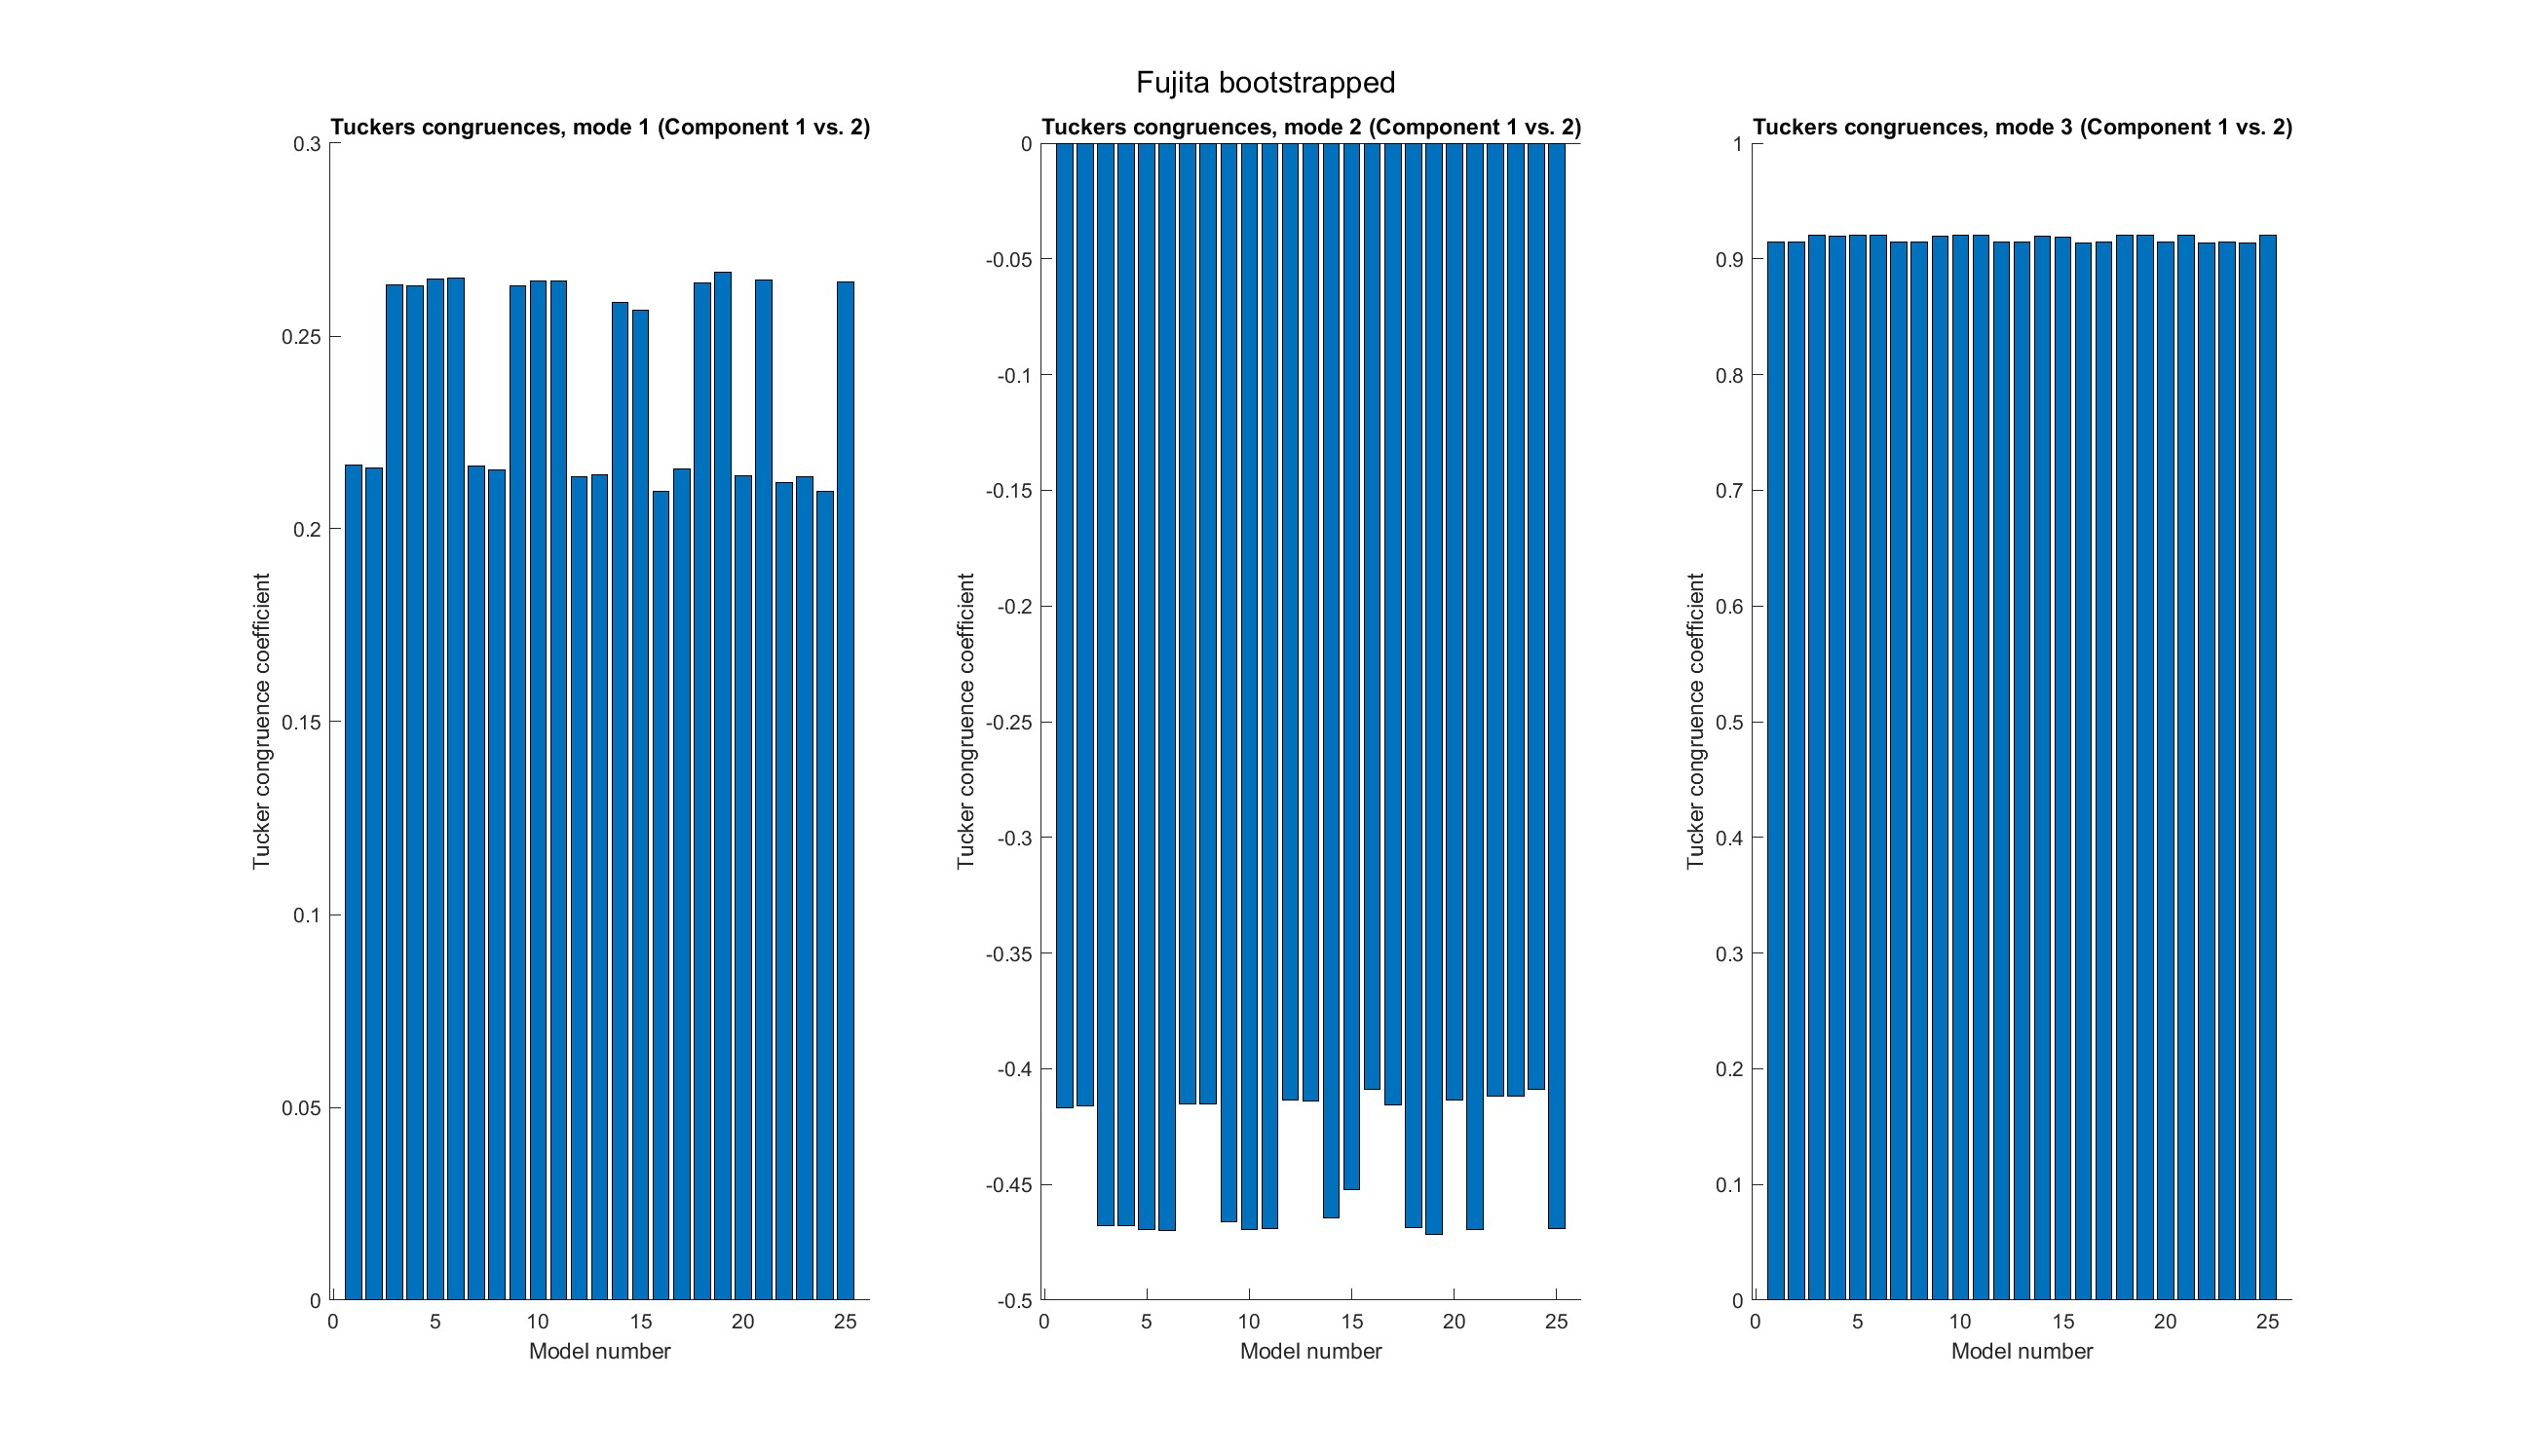 Fujita bootstrapped
Tuckers congruences, mode 1 (Component 1 vs. 2)
0.3
0.25
0.2
0.15
0.1
0.05
0
Tucker congruence coefficient
0 5 10 15 20 25
Model number
Tuckers congruences, mode 2 (Component 1 vs. 2)
0
-0.05
-0.1
-0.15
-0.2
-0.25
-0.3
-0.35
-0.4
-0.45
-0.5
Tucker congruence coefficient
0 5 10 15 20 25
Model number
Tuckers congruences, mode 3 (Component 1 vs. 2)
1
0.9
0.8
0.7
0.6
0.5
0.4
0.3
0.2
0.1
0
Tucker congruence coefficient
0 5 10 15 20 25
Model number